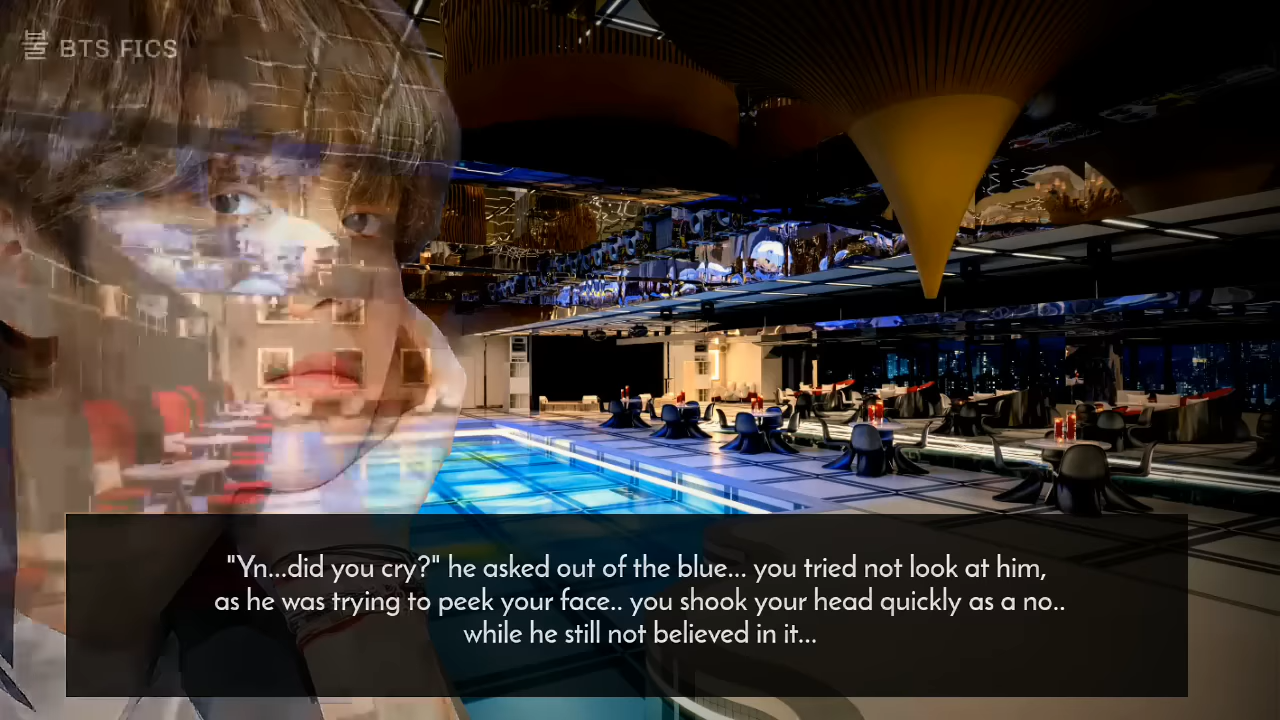 BTS FICS
"Yn...did you cry?" he asked out of the blue... you tried not look at him,
as he was trying to peek your face.. you shook your head quickly as a no..
while he still not believed in it...